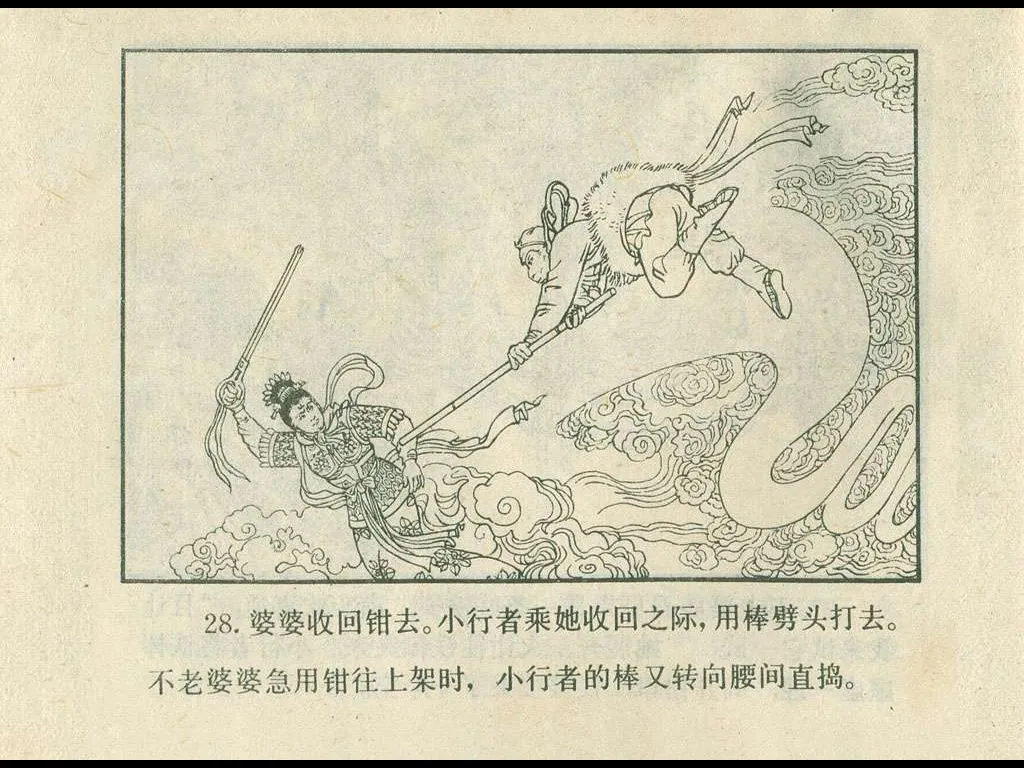 28. 婆婆收回钳去。小行者乘她收回之际，用棒劈头打去。
不老婆婆急用钳往上架时，小行者的棒又转向腰间直捣。